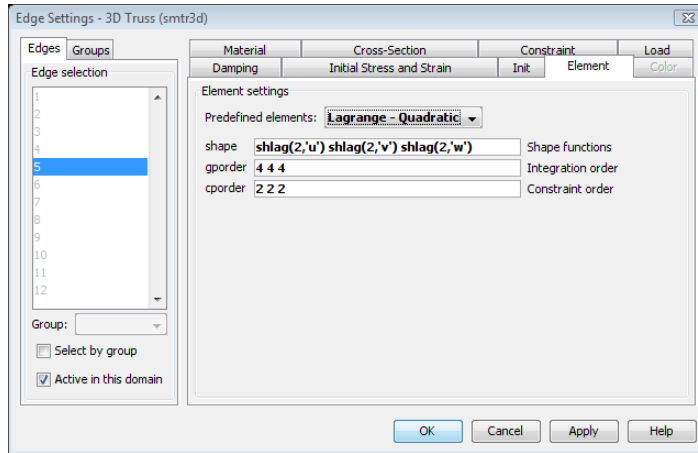 Edge Settings - 3D Truss (smtr3d)
Edges Groups
Edge selection
1
2
3
4
5
6
7
8
9
10
11
12
Group:
Select by group
Active in this domain
Material Cross-Section Constraint Load
Damping Initial Stress and Strain Init Element Color
Element settings
Predefined elements: Lagrange - Quadratic
shape shlag(2,'u') shlag(2,'v') shlag(2,'w') Shape functions
gporder 4 4 4 Integration order
cporder 2 2 2 Constraint order
OK Cancel Apply Help